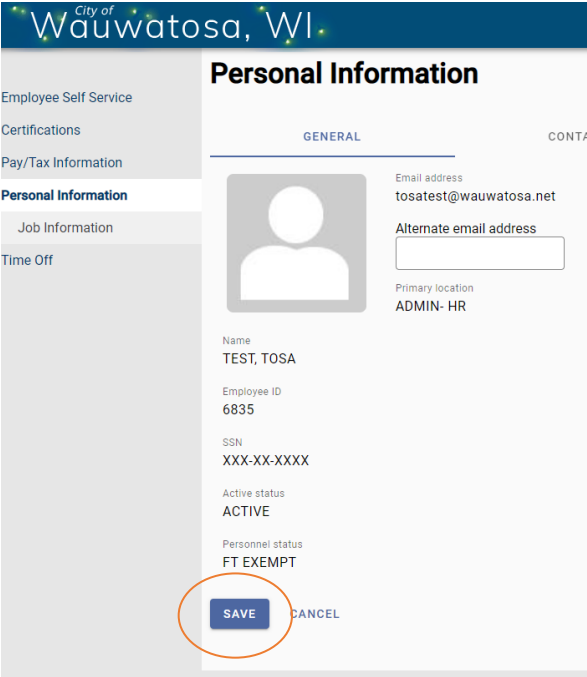 City of
Wauwatosa, WI
Personal Information
Employee Self Service
Certifications
Pay/Tax Information
Personal Information
Job Information
Time Off
GENERAL
CONTA
Email address
tosatest@wauwatosa.net
Alternate email address
Primary location
ADMIN- HR
Name
TEST, TOSA
Employee ID
6835
SSN
XXX-XX-XXXX
Active status
ACTIVE
Personnel status
FT EXEMPT
SAVE
CANCEL